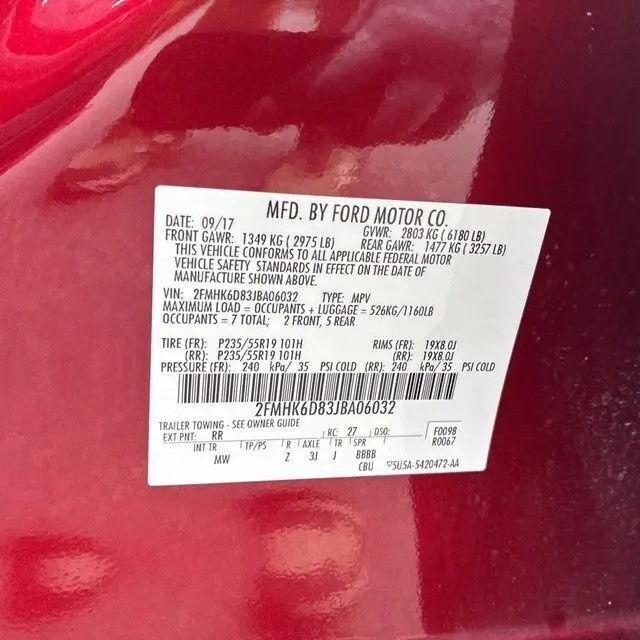 MFD. BY FORD MOTOR CO.
DATE: 09/17 GVWR: 2803 KG ( 6180 LB)
FRONT GAWR: 1349 KG ( 2975 LB) REAR GAWR: 1477 KG ( 3257 LB)
THIS VEHICLE CONFORMS TO ALL APPLICABLE FEDERAL MOTOR
VEHICLE SAFETY STANDARDS IN EFFECT ON THE DATE OF
MANUFACTURE SHOWN ABOVE.
VIN: 2FMHK6D83JBA06032 TYPE: MPV
MAXIMUM LOAD = OCCUPANTS + LUGGAGE = 526KG/1160LB
OCCUPANTS = 7 TOTAL; 2 FRONT, 5 REAR
TIRE (FR): P235/55R19 101H RIMS (FR): 19X8.0J
(RR): P235/55R19 101H (RR): 19X8.0J
PRESSURE (FR): 240 kPa/ 35 PSI COLD (RR): 240 kPa/ 35 PSI COLD
2FMHK6D83JBA06032
TRAILER TOWING - SEE OWNER GUIDE
EXT PNT: RR RC: 27 DSO: F0098
R0067
INT TR TP/PS R AXLE TR SPR
MW Z 3J J BBBB
CBU ▽SU5A-5420472-AA